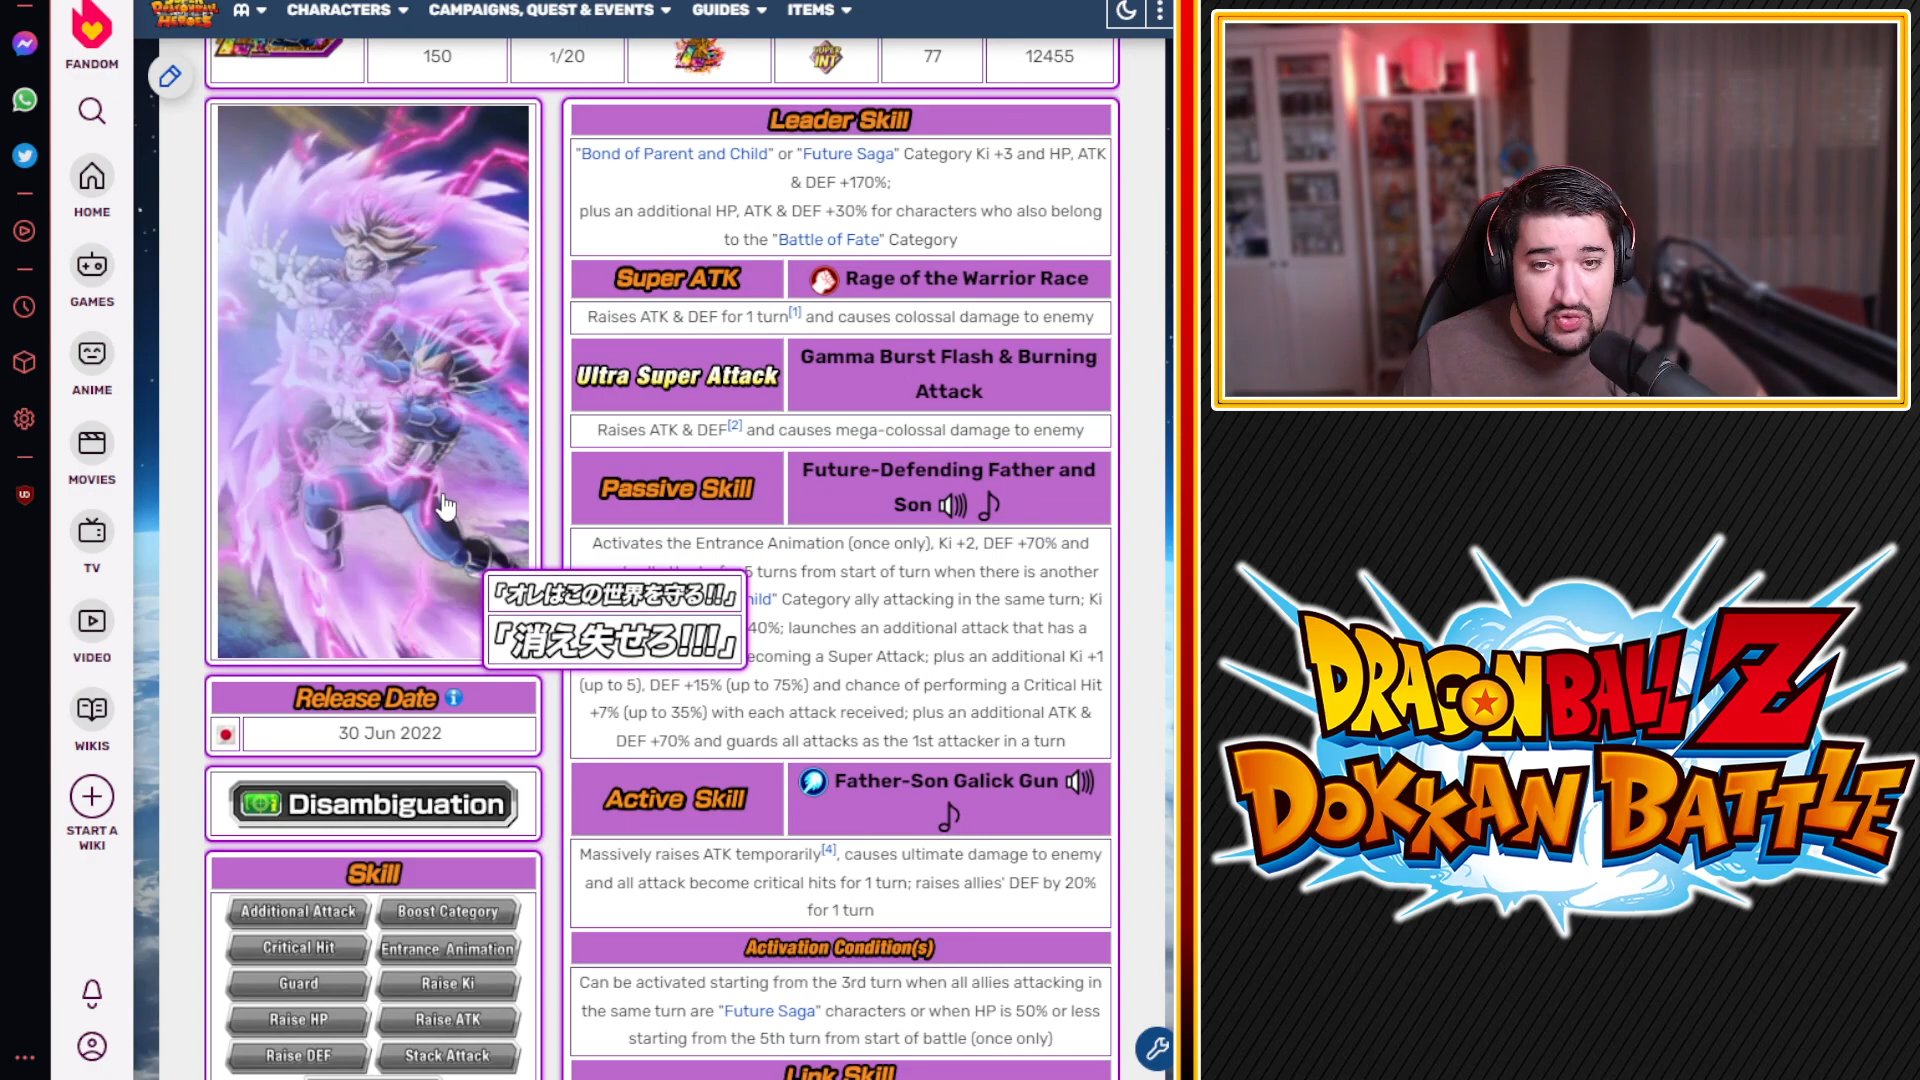 CHARACTERS
CAMPAIGNS, QUEST & EVENTS
GUIDES
ITEMS
FANDOM
HOME
GAMES
ANIME
MOVIES
TV
VIDEO
WIKIS
START A
WIKI
150
1/20
SUPER
INT
77
12455
Leader Skill
"Bond of Parent and Child" or "Future Saga" Category Ki +3 and HP, ATK
& DEF +170%;
plus an additional HP, ATK & DEF +30% for characters who also belong
to the "Battle of Fate" Category
Super ATK
Rage of the Warrior Race
Raises ATK & DEF for 1 turn[1] and causes colossal damage to enemy
Ultra Super Attack
Gamma Burst Flash & Burning
Attack
Raises ATK & DEF[2] and causes mega-colossal damage to enemy
Passive Skill
Future-Defending Father and
Son
Activates the Entrance Animation (once only), Ki +2, DEF +70% and
5 turns from start of turn when there is another
hild" Category ally attacking in the same turn; Ki
40%; launches an additional attack that has a
ecoming a Super Attack; plus an additional Ki +1
(up to 5), DEF +15% (up to 75%) and chance of performing a Critical Hit
+7% (up to 35%) with each attack received; plus an additional ATK &
DEF +70% and guards all attacks as the 1st attacker in a turn
「オレはこの世界を守る!!」
「消え失せろ!!!」
Active Skill
Father-Son Galick Gun
Massively raises ATK temporarily[4], causes ultimate damage to enemy
and all attack become critical hits for 1 turn; raises allies' DEF by 20%
for 1 turn
Activation Condition(s)
Can be activated starting from the 3rd turn when all allies attacking in
the same turn are "Future Saga" characters or when HP is 50% or less
starting from the 5th turn from start of battle (once only)
Link Skill
Release Date
30 Jun 2022
Disambiguation
Skill
Additional Attack
Boost Category
Critical Hit
Entrance Animation
Guard
Raise Ki
Raise HP
Raise ATK
Raise DEF
Stack Attack
DRAGON BALL Z
DOKKAN BATTLE